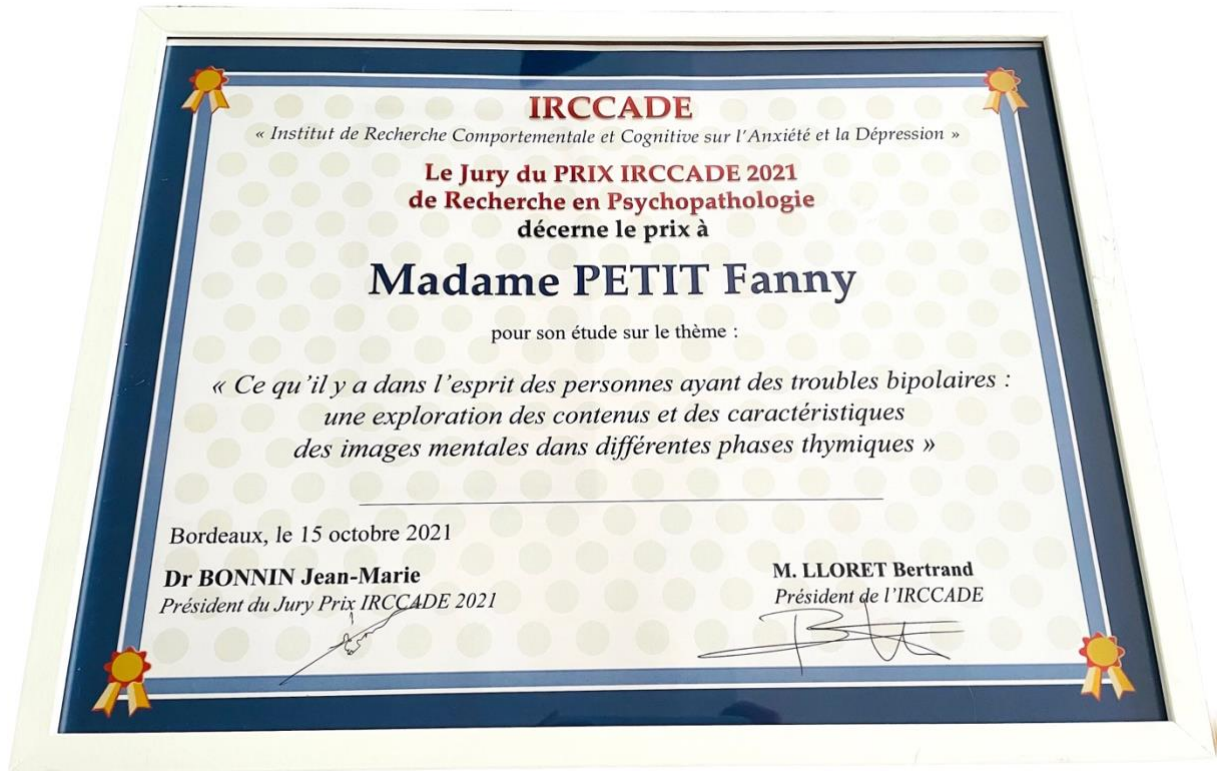 IRCCADE
« Institut de Recherche Comportementale et Cognitive sur l'Anxiété et la Dépression »
Le Jury du PRIX IRCCADE 2021
de Recherche en Psychopathologie
décerne le prix à
Madame PETIT Fanny
pour son étude sur le thème :
« Ce qu'il y a dans l'esprit des personnes ayant des troubles bipolaires :
une exploration des contenus et des caractéristiques
des images mentales dans différentes phases thymiques »
Bordeaux, le 15 octobre 2021
Dr BONNIN Jean-Marie
Président du Jury Prix IRCCADE 2021
M. LLORET Bertrand
Président de l'IRCCADE